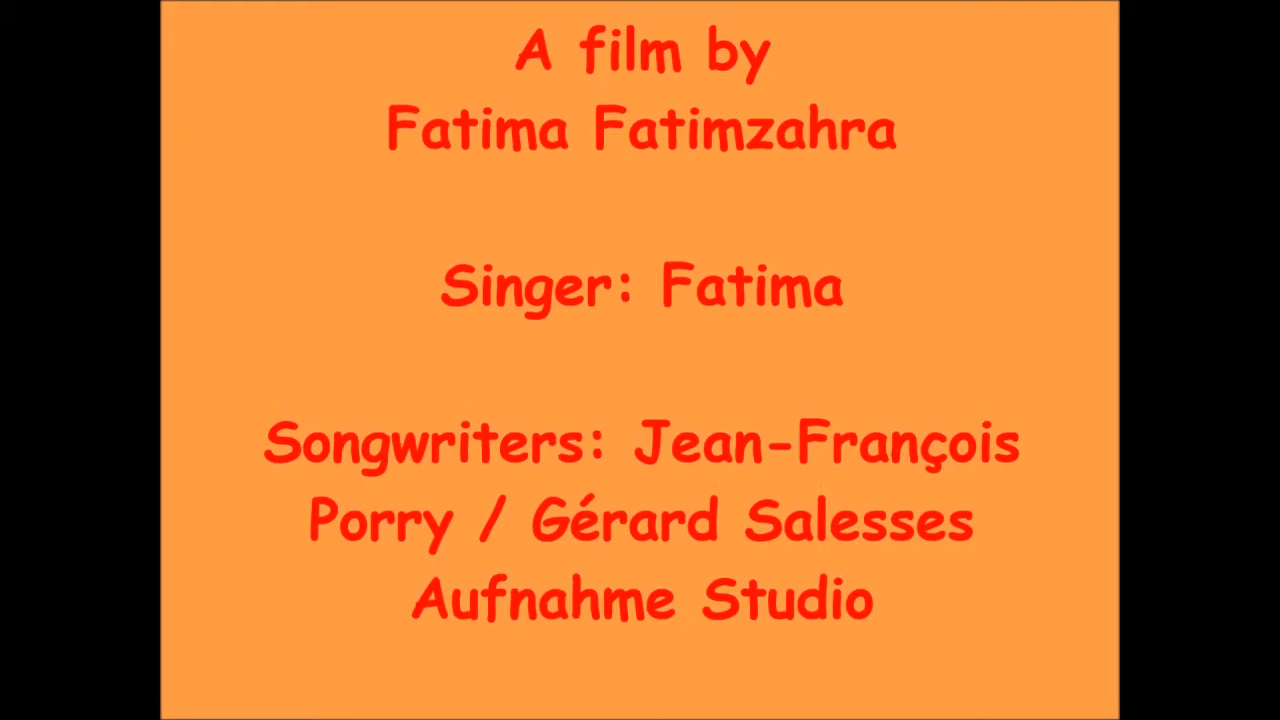 A film by
Fatima Fatimzahra
Singer: Fatima
Songwriters: Jean-François
Porry / Gérard Salesses
Aufnahme Studio